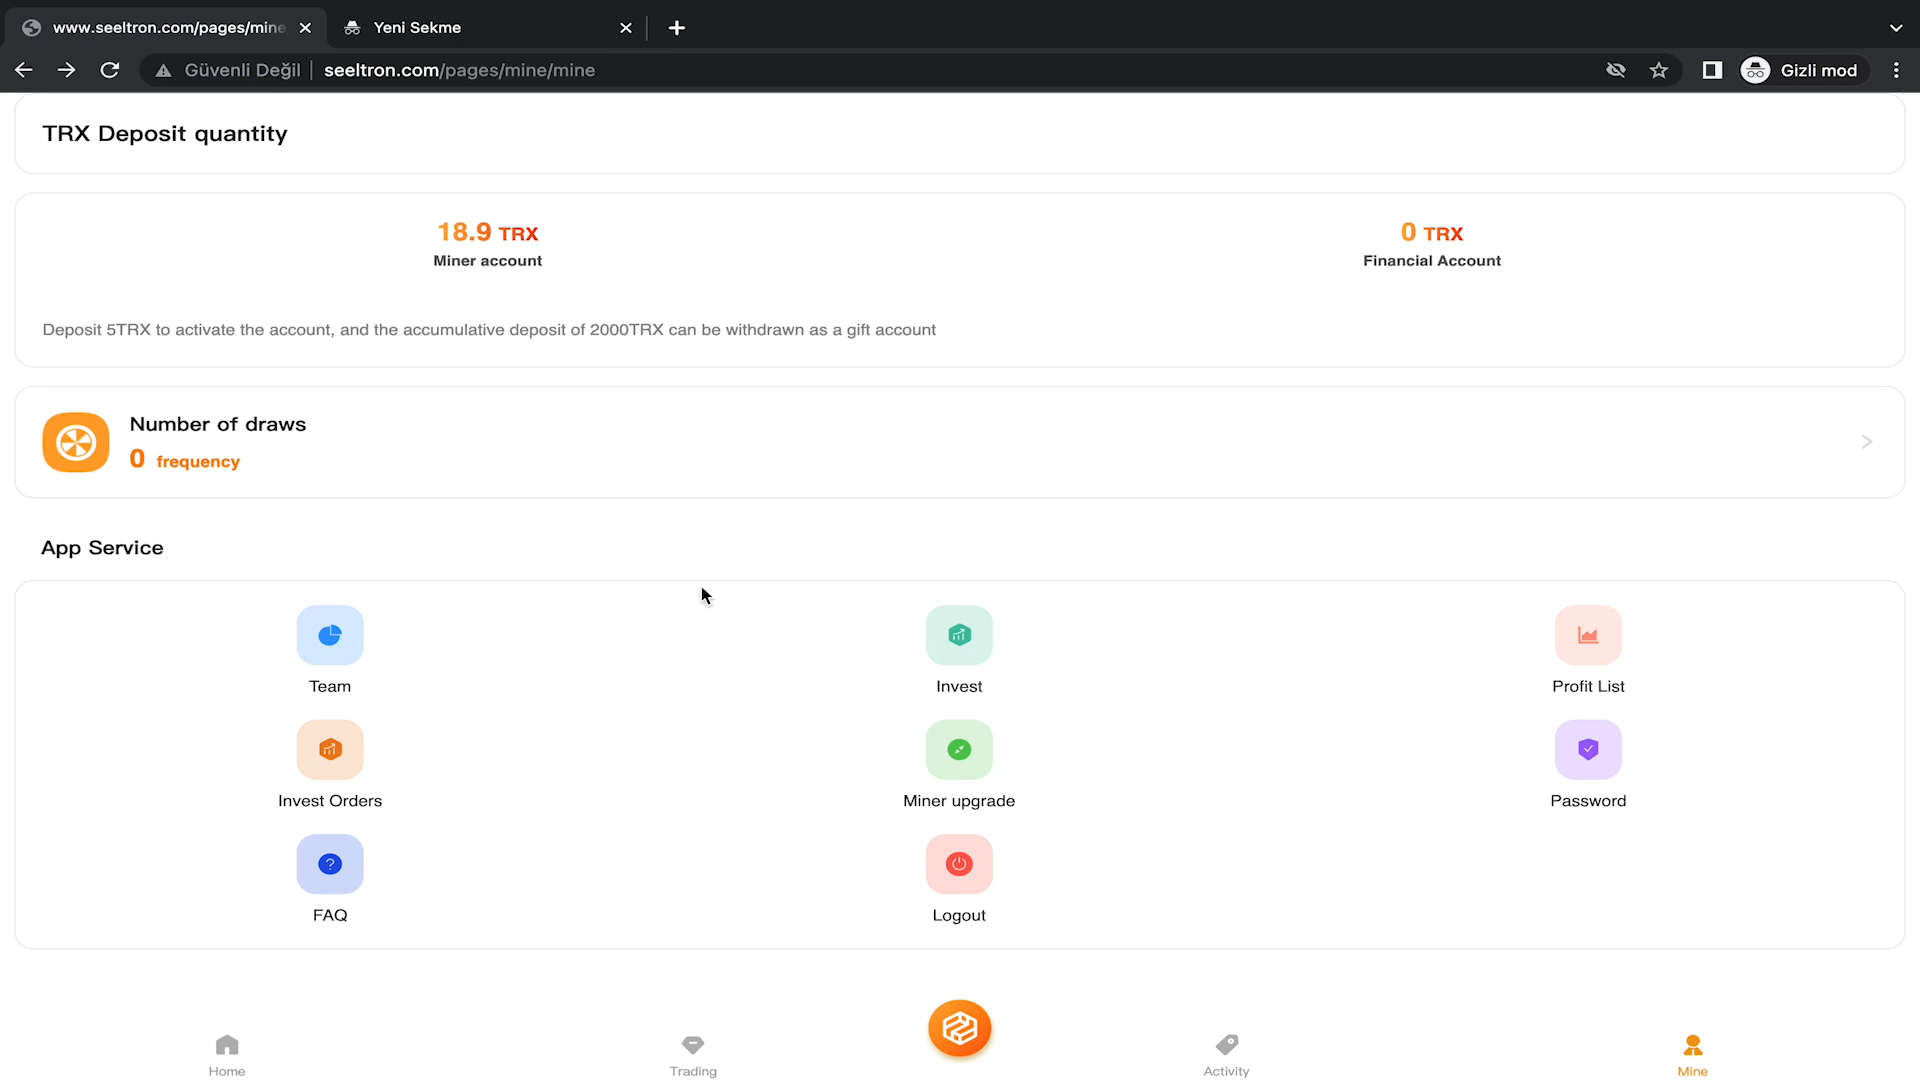 www.seeltron.com/pages/mine
Yeni Sekme
Güvenli Değil
seeltron.com/pages/mine/mine
Gizli mod
TRX Deposit quantity
18.9 TRX
0 TRX
Miner account
Financial Account
Deposit 5TRX to activate the account, and the accumulative deposit of 2000TRX can be withdrawn as a gift account
Number of draws
0 frequency
App Service
Team
Invest
Profit List
Invest Orders
Miner upgrade
Password
FAQ
Logout
Home
Trading
Activity
Mine